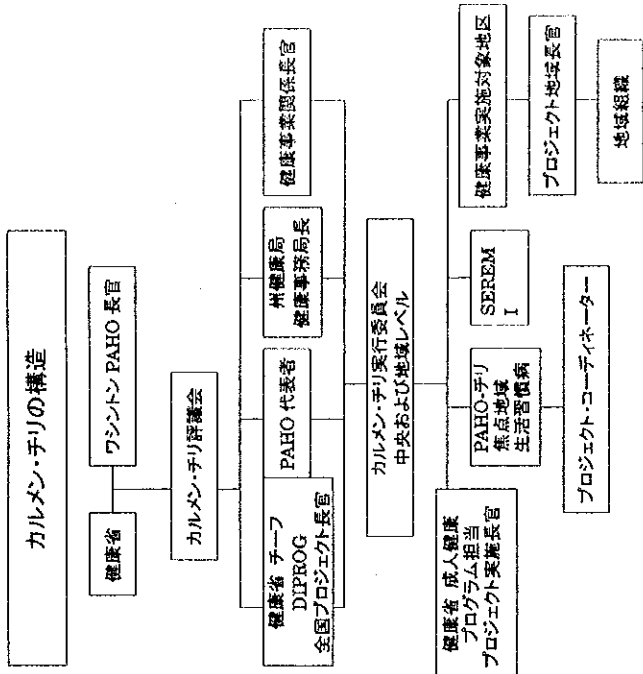 カルメン・チリの構造
健康省
ワシントン PAHO 長官
カルメン・チリ評議会
健康省 チーフ
DIPROG
全国プロジェクト長官
PAHO 代表者
州健康局
健康事務局長
健康事業関係長官
カルメン・チリ実行委員会
中央および地域レベル
健康省 成人健康
プログラム担当
プロジェクト実施長官
PAHO-チリ
焦点地域
生活習慣病
SEREM
I
健康事業実施対象地区
プロジェクト・コーディネーター
プロジェクト地域長官
地域組織